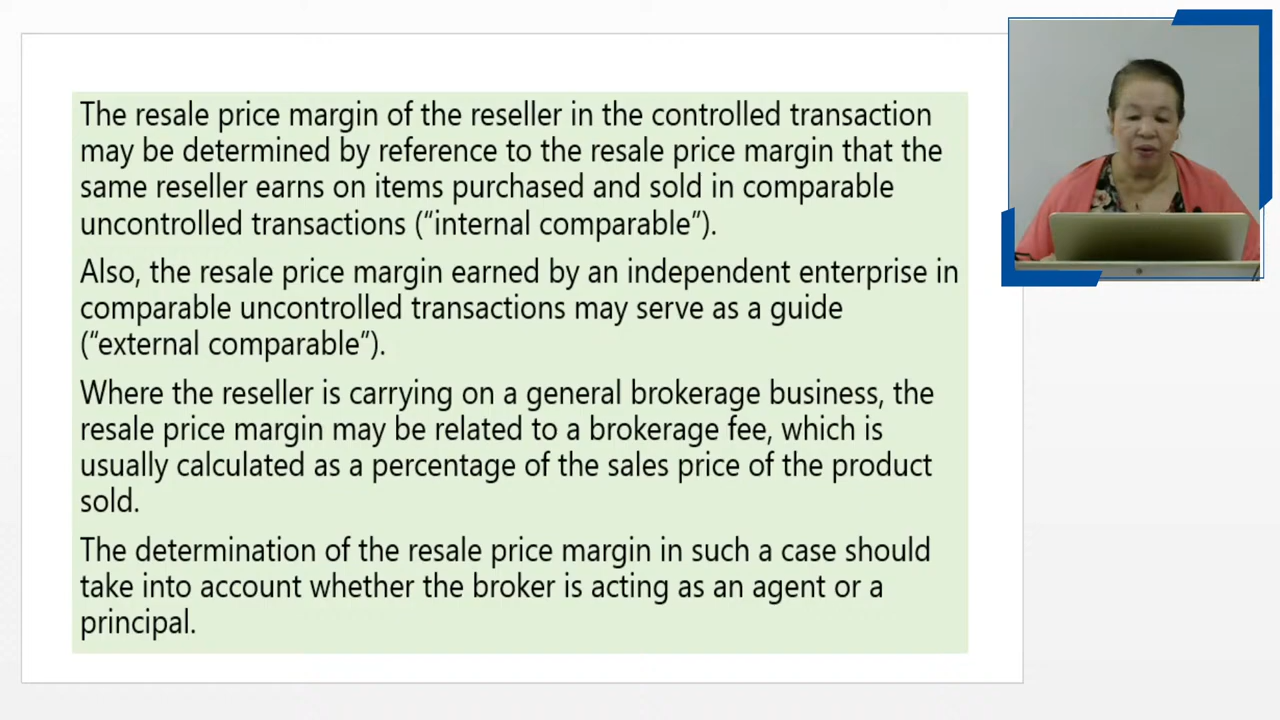 The resale price margin of the reseller in the controlled transaction
may be determined by reference to the resale price margin that the
same reseller earns on items purchased and sold in comparable
uncontrolled transactions (“internal comparable”).
Also, the resale price margin earned by an independent enterprise in
comparable uncontrolled transactions may serve as a guide
(“external comparable”).
Where the reseller is carrying on a general brokerage business, the
resale price margin may be related to a brokerage fee, which is
usually calculated as a percentage of the sales price of the product
sold.
The determination of the resale price margin in such a case should
take into account whether the broker is acting as an agent or a
principal.